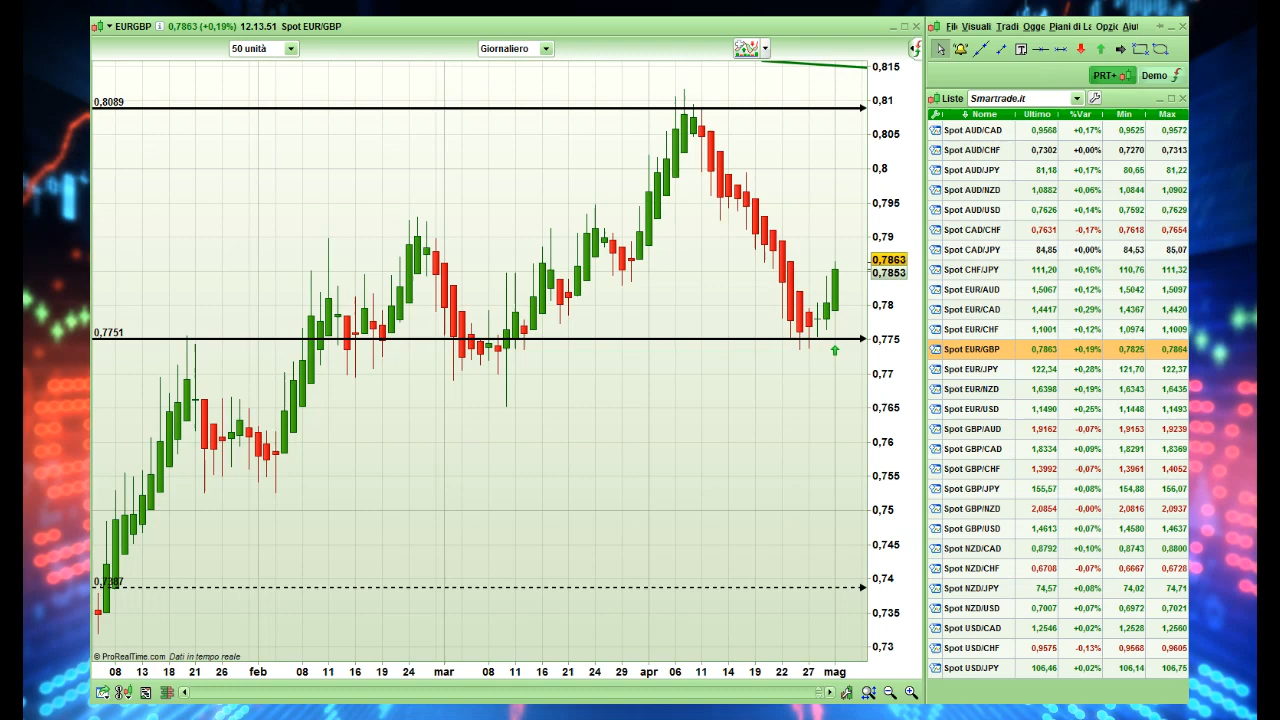 EURGBP 0,7863 (+0,19%) 12.13.51 Spot EUR/GBP
50 unità
Giornaliero
0,815
0,8089
0,81
0,805
0,8
0,795
0,79
0,7863
0,7853
0,78
0,7751
0,775
0,77
0,765
0,76
0,755
0,75
0,745
0,74
0,7387
0,735
0,73
© ProRealTime.com Dati in tempo reale
08 13 18 21 26 feb 08 11 16 19 24 mar 08 11 16 21 24 29 apr 06 11 14 19 22 27 mag
File Visuali Tradi Ogge Piani di La Opzio Aiut
PRT+ Demo
Liste Smartrade.it
Nome Ultimo %Var Min Max
Spot AUD/CAD 0,9568 +0,17% 0,9525 0,9572
Spot AUD/CHF 0,7302 +0,00% 0,7270 0,7313
Spot AUD/JPY 81,18 +0,17% 80,65 81,22
Spot AUD/NZD 1,0882 +0,06% 1,0844 1,0902
Spot AUD/USD 0,7626 +0,14% 0,7592 0,7629
Spot CAD/CHF 0,7631 -0,17% 0,7618 0,7654
Spot CAD/JPY 84,85 +0,00% 84,53 85,07
Spot CHF/JPY 111,20 +0,16% 110,76 111,32
Spot EUR/AUD 1,5067 +0,12% 1,5042 1,5097
Spot EUR/CAD 1,4417 +0,29% 1,4367 1,4420
Spot EUR/CHF 1,1001 +0,12% 1,0974 1,1009
Spot EUR/GBP 0,7863 +0,19% 0,7825 0,7864
Spot EUR/JPY 122,34 +0,28% 121,70 122,37
Spot EUR/NZD 1,6398 +0,19% 1,6343 1,6435
Spot EUR/USD 1,1490 +0,25% 1,1448 1,1493
Spot GBP/AUD 1,9162 -0,07% 1,9153 1,9239
Spot GBP/CAD 1,8334 +0,09% 1,8291 1,8369
Spot GBP/CHF 1,3992 -0,07% 1,3961 1,4052
Spot GBP/JPY 155,57 +0,08% 154,88 156,07
Spot GBP/NZD 2,0854 -0,00% 2,0816 2,0937
Spot GBP/USD 1,4613 +0,07% 1,4580 1,4637
Spot NZD/CAD 0,8792 +0,10% 0,8743 0,8800
Spot NZD/CHF 0,6708 -0,07% 0,6667 0,6728
Spot NZD/JPY 74,57 +0,08% 74,02 74,71
Spot NZD/USD 0,7007 +0,07% 0,6972 0,7021
Spot USD/CAD 1,2546 +0,02% 1,2528 1,2560
Spot USD/CHF 0,9575 -0,13% 0,9568 0,9605
Spot USD/JPY 106,46 +0,02% 106,14 106,75